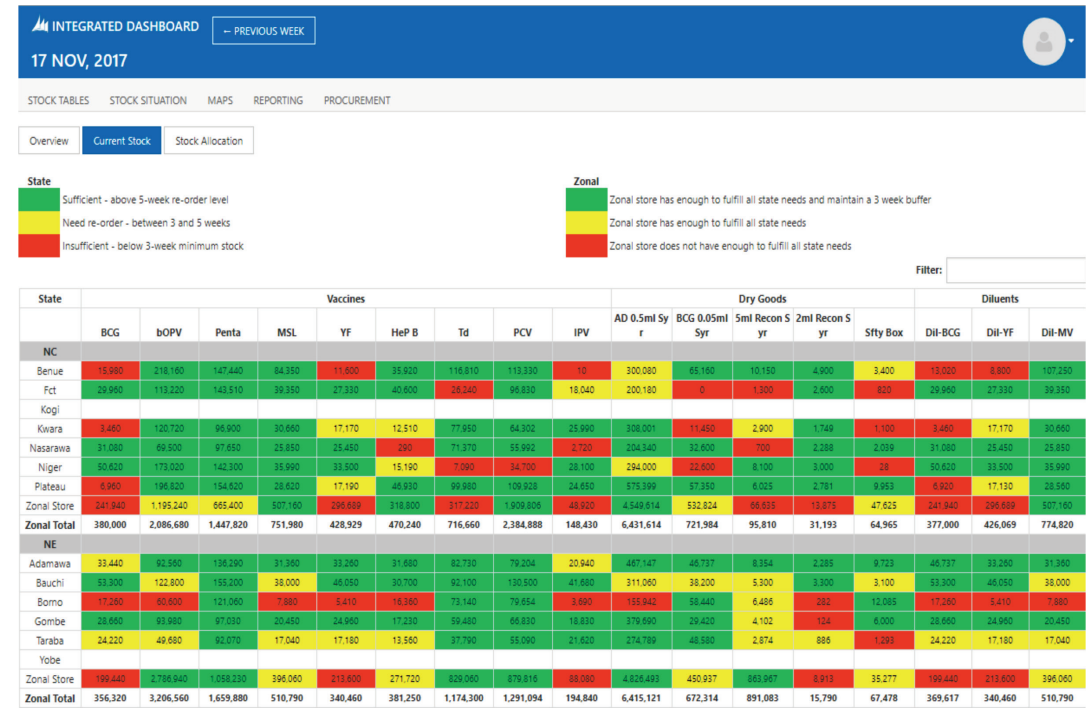 INTEGRATED DASHBOARD
← PREVIOUS WEEK
17 NOV, 2017
STOCK TABLES STOCK SITUATION MAPS REPORTING PROCUREMENT
Overview Current Stock Stock Allocation
State Zonal
Sufficient - above 5-week re-order level Zonal store has enough to fulfill all state needs and maintain a 3 week buffer
Need re-order - between 3 and 5 weeks Zonal store has enough to fulfill all state needs
Insufficient - below 3-week minimum stock Zonal store does not have enough to fulfill all state needs
Filter:
State Vaccines Dry Goods Diluents
BCG bOPV Penta MSL YF HeP B Td PCV IPV AD 0.5ml Syr BCG 0.05ml Syr 5ml Recon Syr 2ml Recon Syr Sfty Box Dil-BCG Dil-YF Dil-MV
NC
Benue 15,980 218,160 147,440 84,350 11,600 35,920 116,810 113,330 10 300,080 65,160 10,150 4,900 3,400 13,020 8,800 107,250
Fct 29,960 113,220 143,510 39,350 27,330 40,600 26,240 96,830 18,040 200,180 0 1,300 2,600 820 29,960 27,330 39,350
Kogi
Kwara 3,460 120,720 96,900 30,660 17,170 12,510 77,950 64,302 25,990 308,001 11,450 2,900 1,749 1,100 3,460 17,170 30,660
Nasarawa 31,080 69,500 97,650 25,850 25,450 290 71,370 55,992 2,720 204,340 32,600 700 2,288 2,039 31,080 25,450 25,850
Niger 50,620 173,020 142,300 35,990 33,500 15,190 7,090 34,700 28,100 294,000 22,600 8,100 3,000 28 50,620 33,500 35,990
Plateau 6,960 196,820 154,620 28,620 17,190 46,930 99,980 109,928 24,650 575,399 57,350 6,025 2,781 9,953 6,920 17,130 28,560
Zonal Store 241,940 1,195,240 665,400 507,160 296,689 318,800 317,220 1,909,806 48,920 4,549,614 532,824 66,635 13,875 47,625 241,940 296,689 507,160
Zonal Total 380,000 2,086,680 1,447,820 751,980 428,929 470,240 716,660 2,384,888 148,430 6,431,614 721,984 95,810 31,193 64,965 377,000 426,069 774,820
NE
Adamawa 33,440 92,560 136,290 31,360 33,260 31,680 82,730 79,204 20,940 467,147 46,737 8,354 2,285 9,723 46,737 33,260 31,360
Bauchi 53,300 122,800 155,200 38,000 46,050 30,700 92,100 130,500 41,680 311,060 38,200 5,300 3,300 3,100 53,300 46,050 38,000
Borno 17,260 60,600 121,060 7,880 5,410 16,360 73,140 79,654 3,690 155,942 58,440 6,486 282 12,085 17,260 5,410 7,880
Gombe 28,660 93,980 97,030 20,450 24,960 17,230 59,480 66,830 18,830 379,690 29,420 4,102 124 6,000 28,660 24,960 20,450
Taraba 24,220 49,680 92,070 17,040 17,180 13,560 37,790 55,090 21,620 274,789 48,580 2,874 886 1,293 24,220 17,180 17,040
Yobe
Zonal Store 199,440 2,786,940 1,058,230 396,060 213,600 271,720 829,060 879,816 88,080 4,826,493 450,937 863,967 8,913 35,277 199,440 213,600 396,060
Zonal Total 356,320 3,206,560 1,659,880 510,790 340,460 381,250 1,174,300 1,291,094 194,840 6,415,121 672,314 891,083 15,790 67,478 369,617 340,460 510,790